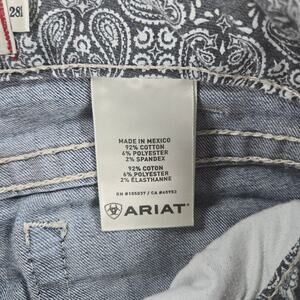 28
MADE IN MEXICO
92% COTTON
6% POLYESTER
2% SPANDEX
92% COTON
6% POLYESTER
2% ELASTHANNE
RN #105037 / CA #45953
ARIAT